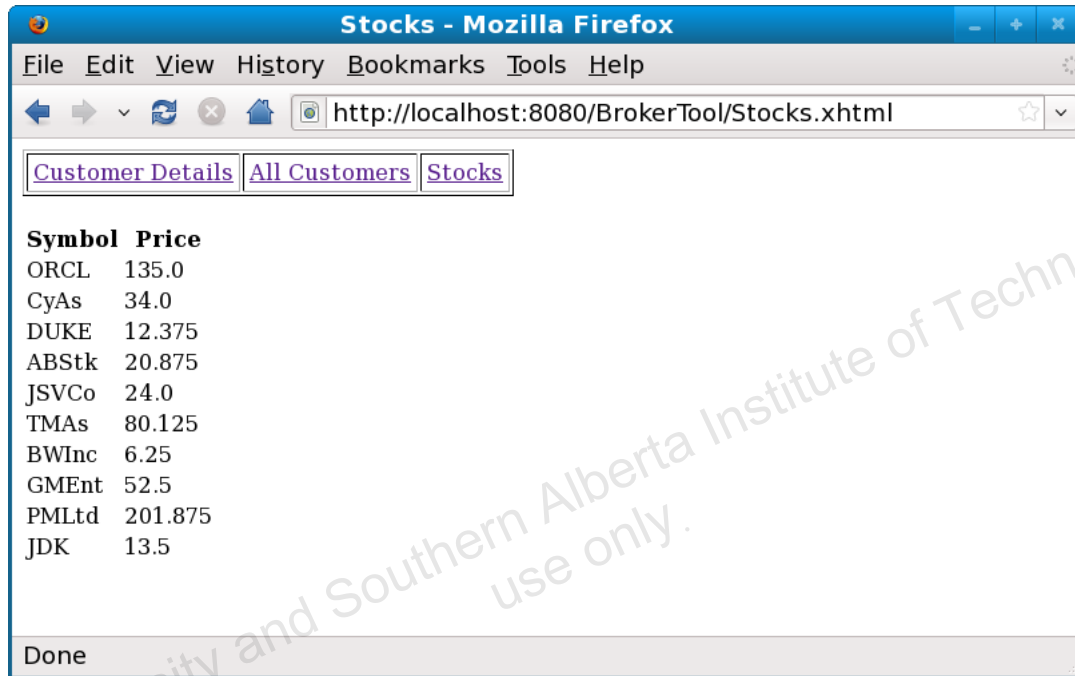 Stocks - Mozilla Firefox
File Edit View History Bookmarks Tools Help
http://localhost:8080/BrokerTool/Stocks.xhtml
Customer Details All Customers Stocks
Symbol Price
ORCL 135.0
CyAs 34.0
DUKE 12.375
ABStk 20.875
JSVCo 24.0
TMAs 80.125
BWInc 6.25
GMEnt 52.5
PMLtd 201.875
JDK 13.5
and Southern Alberta Institute of
use only.
Done